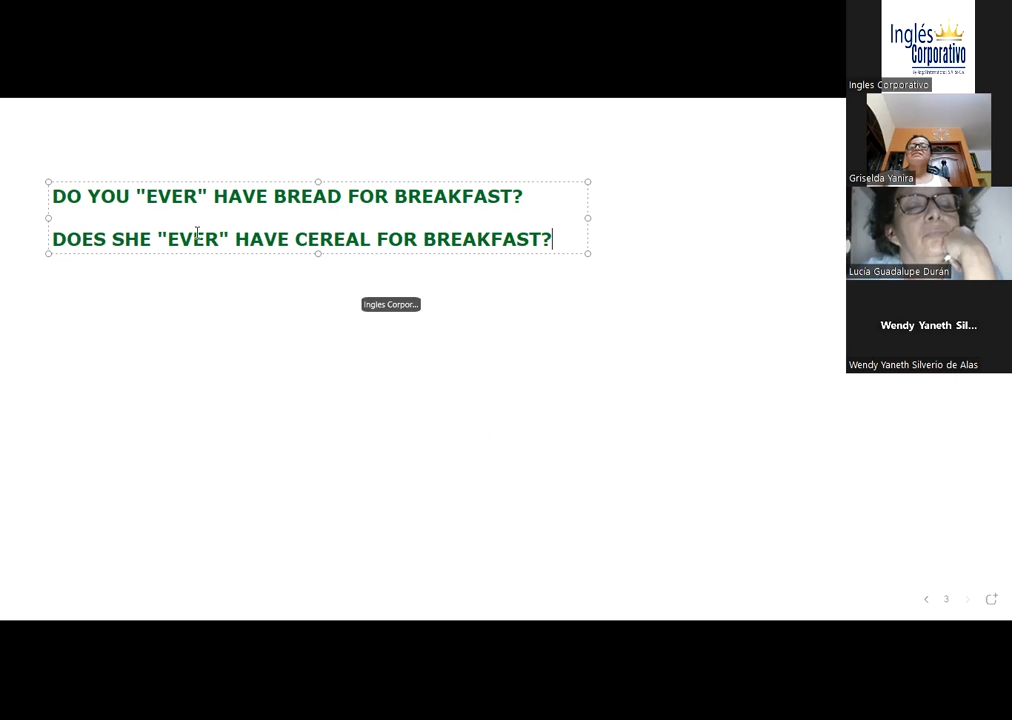 Inglés
Corporativo
Ingles Corporativo
Griselda Yanira
DO YOU "EVER" HAVE BREAD FOR BREAKFAST?
DOES SHE "EVER" HAVE CEREAL FOR BREAKFAST?
Lucía Guadalupe Durán
Ingles Corpor...
Wendy Yaneth Sil...
Wendy Yaneth Silverio de Alas
3